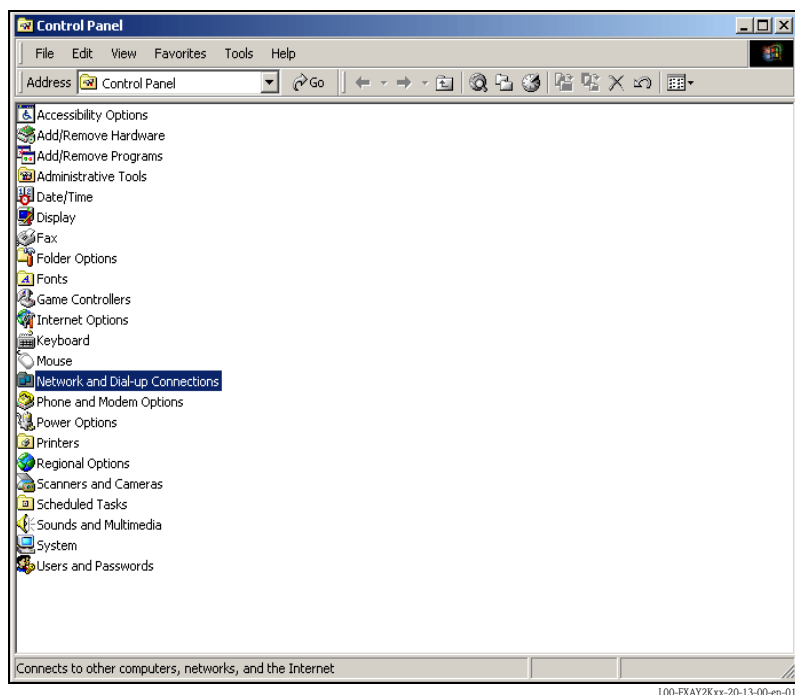 Control Panel
File Edit View Favorites Tools Help
Address Control Panel Go
Accessibility Options
Add/Remove Hardware
Add/Remove Programs
Administrative Tools
Date/Time
Display
Fax
Folder Options
Fonts
Game Controllers
Internet Options
Keyboard
Mouse
Network and Dial-up Connections
Phone and Modem Options
Power Options
Printers
Regional Options
Scanners and Cameras
Scheduled Tasks
Sounds and Multimedia
System
Users and Passwords
Connects to other computers, networks, and the Internet
L00-FXAY2Kxx-20-13-00-en-01